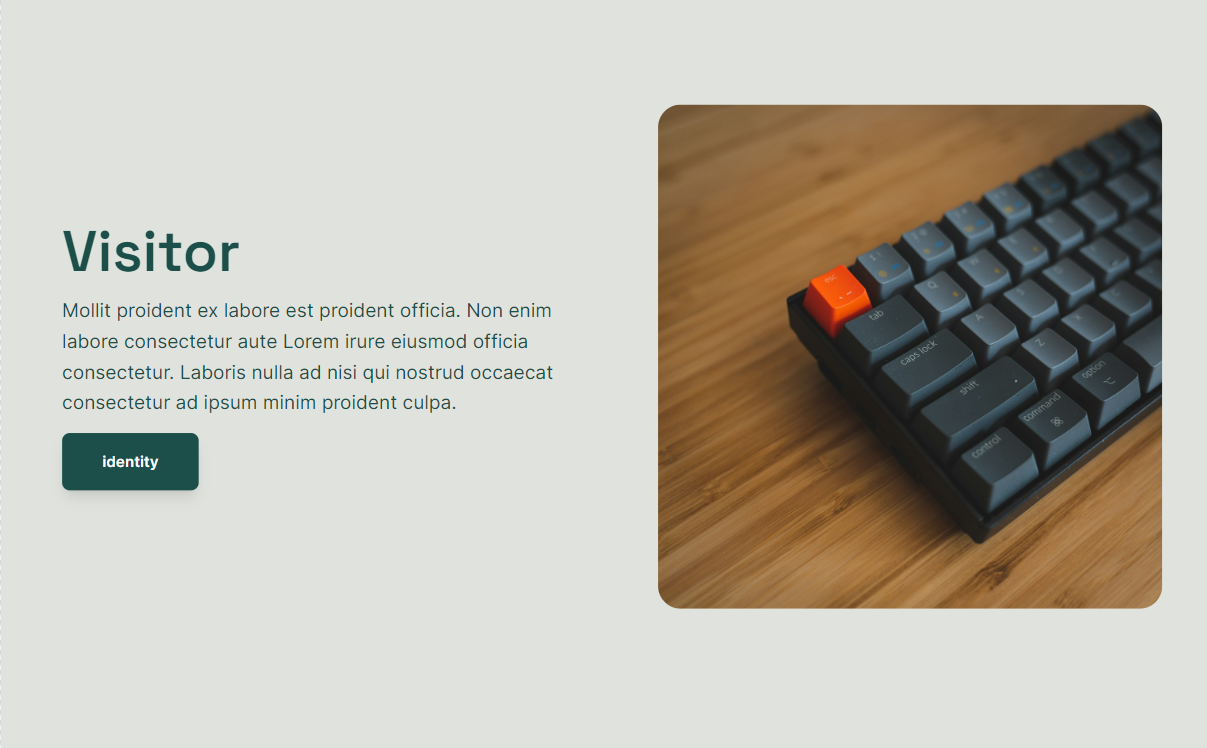 Visitor
Mollit proident ex labore est proident officia. Non enim
labore consectetur aute Lorem irure eiusmod officia
consectetur. Laboris nulla ad nisi qui nostrud occaecat
consectetur ad ipsum minim proident culpa.
identity
esc
tab
Q
W
caps lock
A
S
shift
Z
X
C
control
command
option